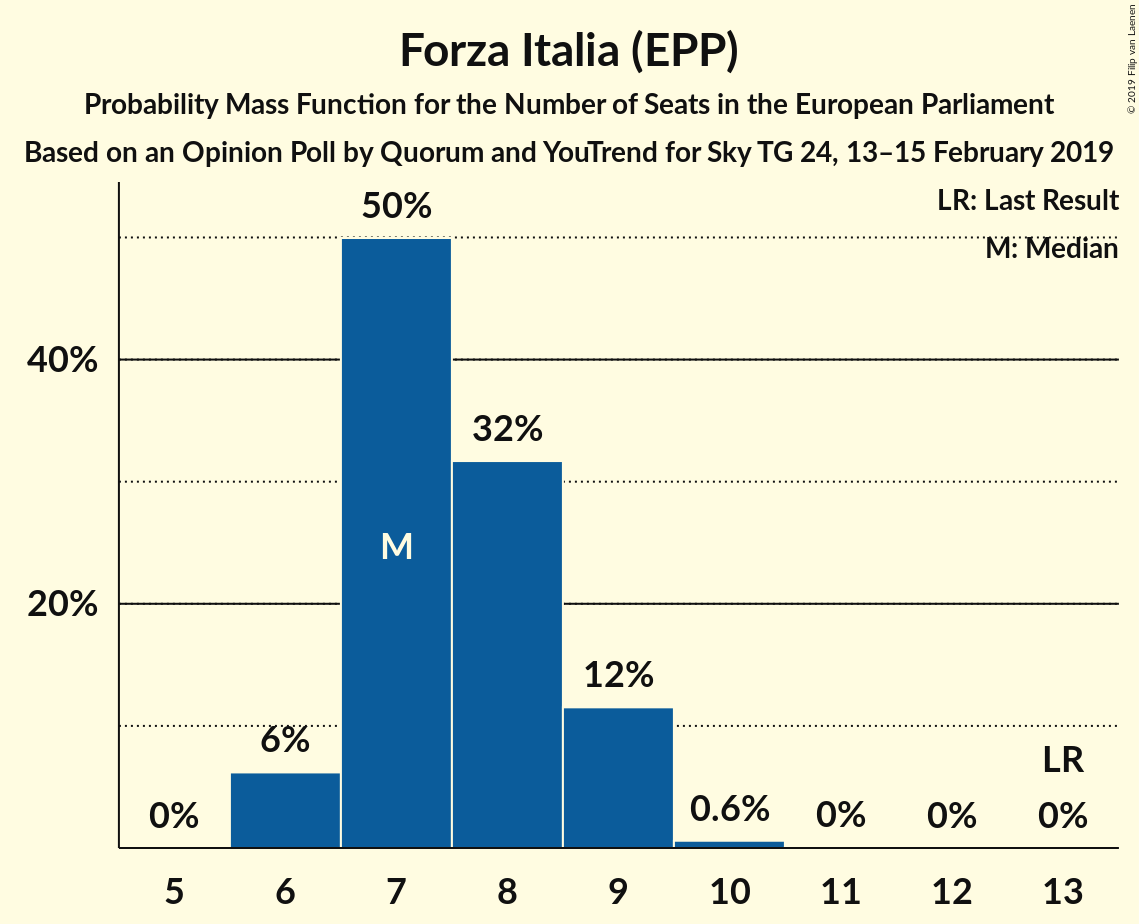 Forza Italia (EPP)
Probability Mass Function for the Number of Seats in the European Parliament
Based on an Opinion Poll by Quorum and YouTrend for Sky TG 24, 13–15 February 2019
© 2019 Filip van Laenen
LR: Last Result
M: Median
50%
40%
32%
M
20%
12%
6%
LR
0%
0.6%
0%
0%
0%
5 6 7 8 9 10 11 12 13